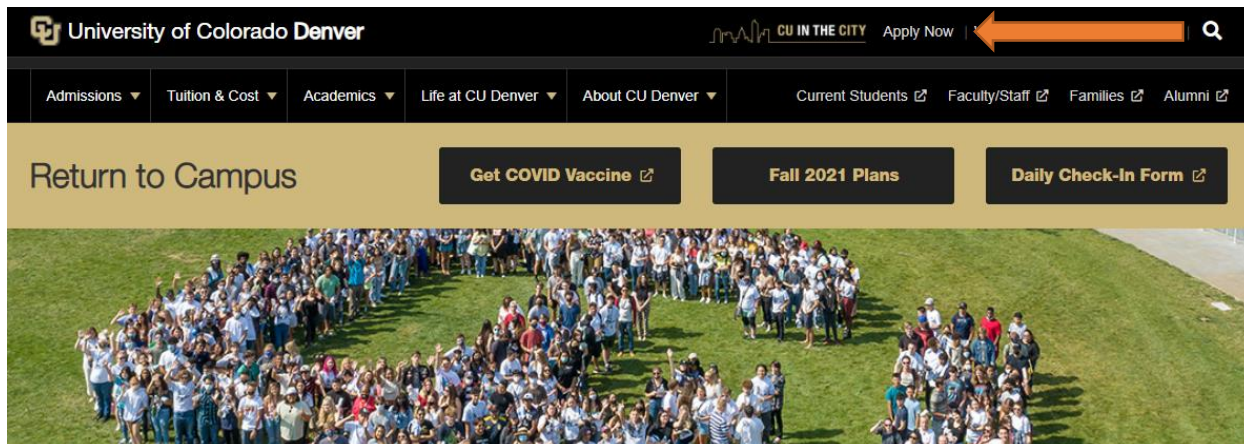 University of Colorado Denver
CU IN THE CITY Apply Now
Admissions Tuition & Cost Academics Life at CU Denver About CU Denver Current Students Faculty/Staff Families Alumni
Return to Campus Get COVID Vaccine Fall 2021 Plans Daily Check-In Form